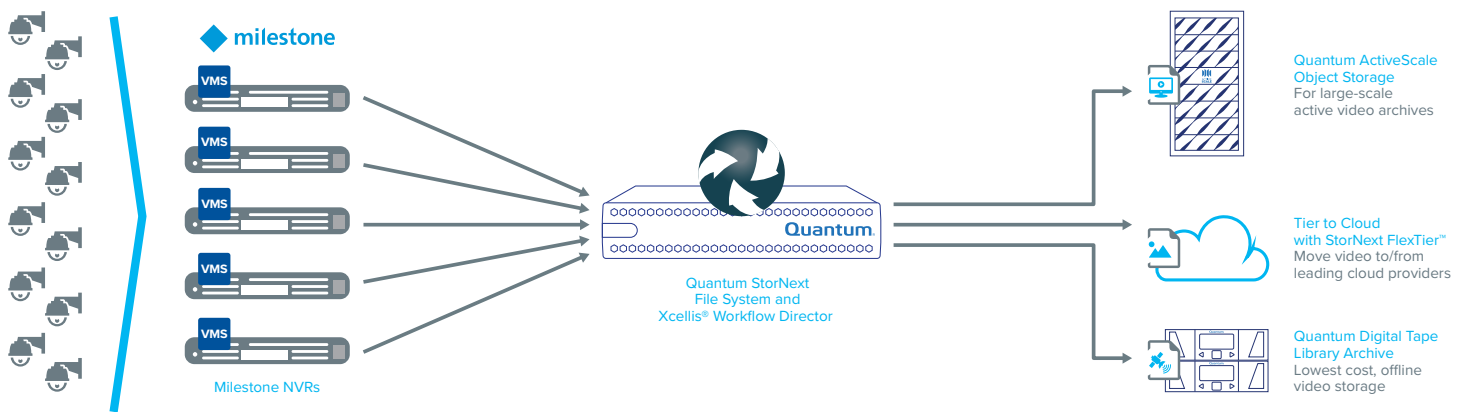 milestone
VMS
VMS
VMS
VMS
VMS
Milestone NVRs
Quantum.
Quantum StorNext
File System and
Xcellis® Workflow Director
Quantum ActiveScale
Object Storage
For large-scale
active video archives
Tier to Cloud
with StorNext FlexTier™
Move video to/from
leading cloud providers
Quantum Digital Tape
Library Archive
Lowest cost, offline
video storage